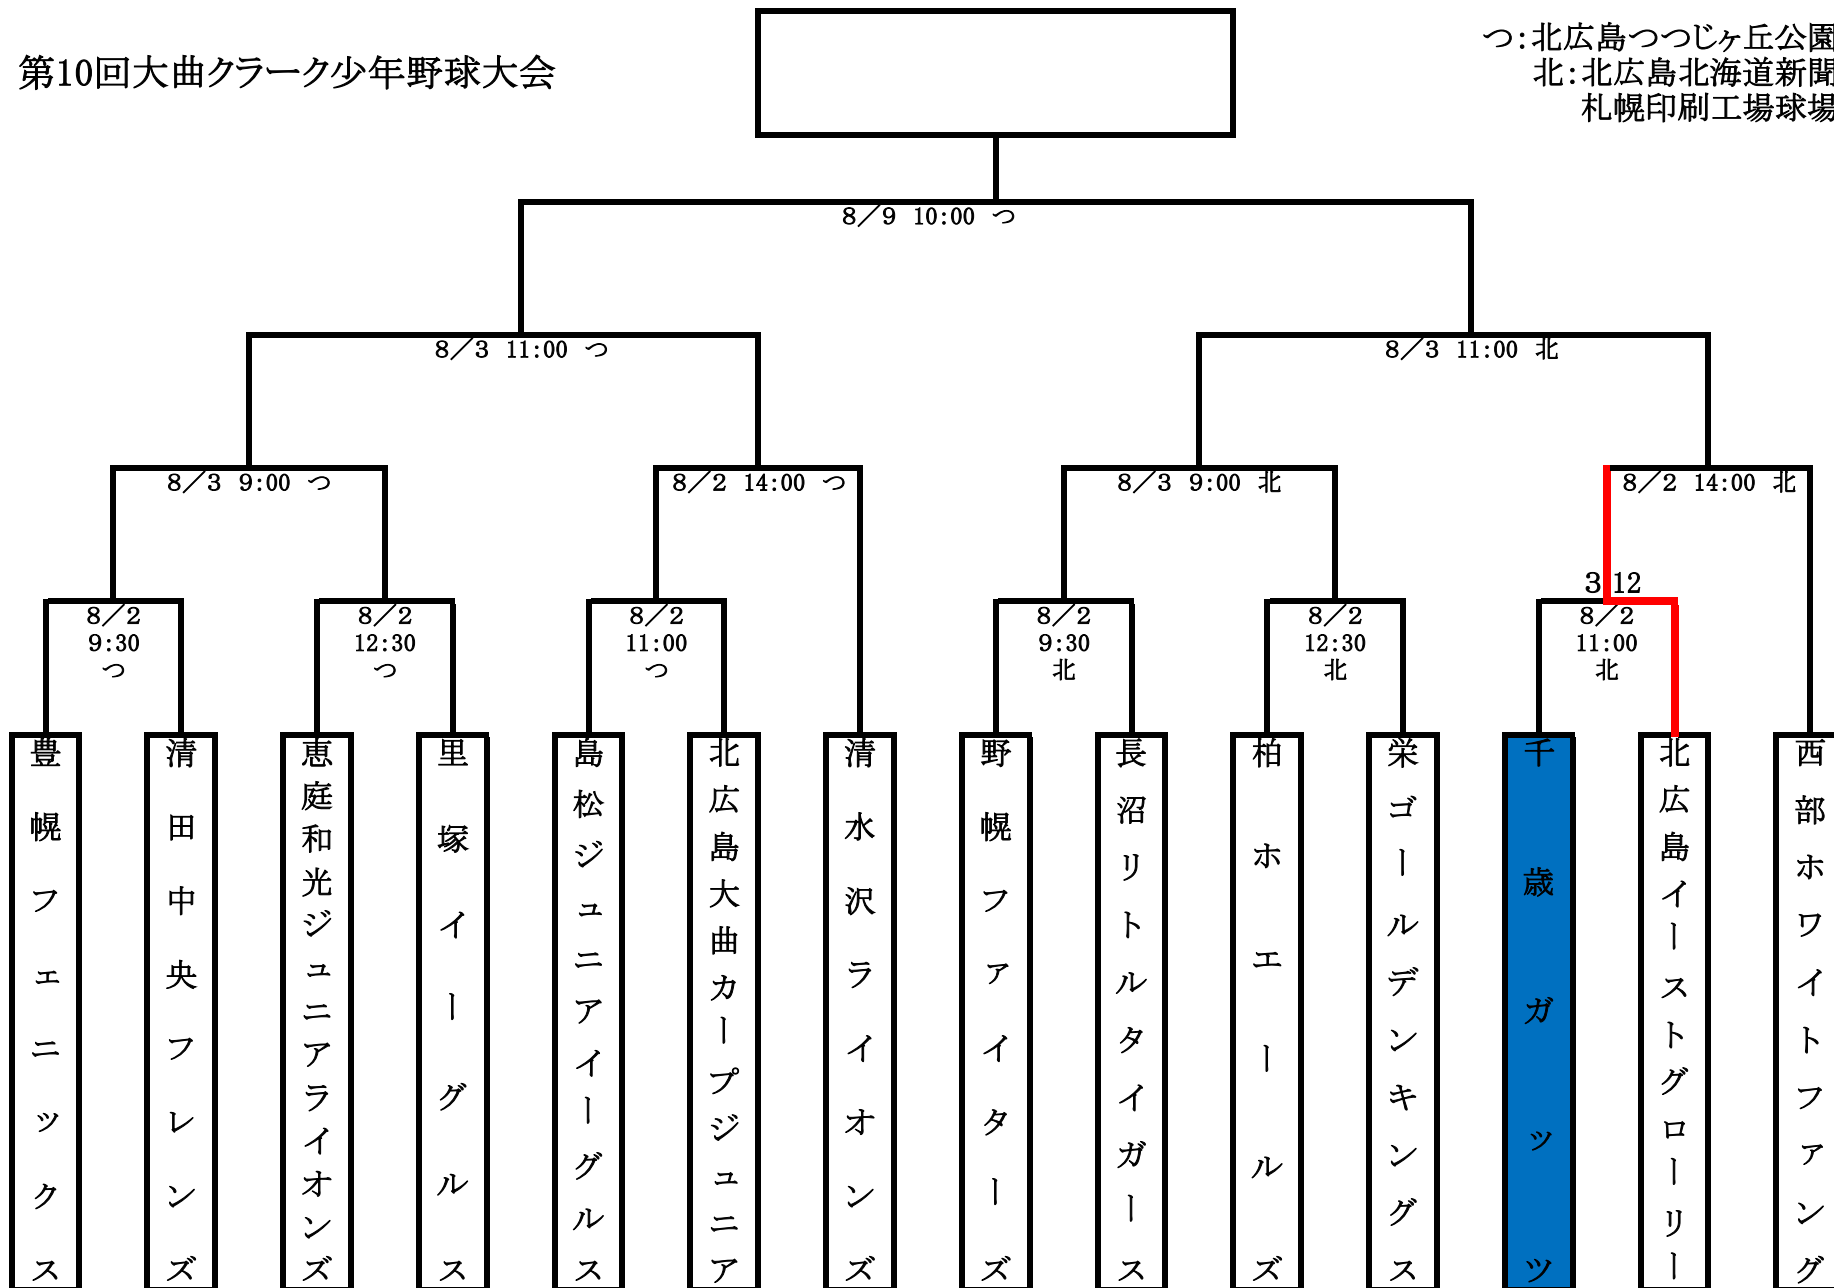 第10回大曲クラーク少年野球大会
つ:北広島つつじヶ丘公園
北:北広島北海道新聞
札幌印刷工場球場
8/9 10:00 つ
8/3 11:00 つ
8/3 11:00 北
8/3 9:00 つ
8/2 14:00 つ
8/3 9:00 北
8/2 14:00 北
3 12
8/2
9:30
つ
8/2
12:30
つ
8/2
11:00
つ
8/2
9:30
北
8/2
12:30
北
8/2
11:00
北
豊幌フェニックス
清田中央フレンズ
恵庭和光ジュニアライオンズ
里塚イーグルス
島松ジュニアイーグルス
北広島大曲カープジュニア
清水沢ライオンズ
野幌ファイターズ
長沼リトルタイガース
柏ホエールズ
栄ゴールデンキングス
千歳ガッツ
北広島イーストグローリー
西部ホワイトファング